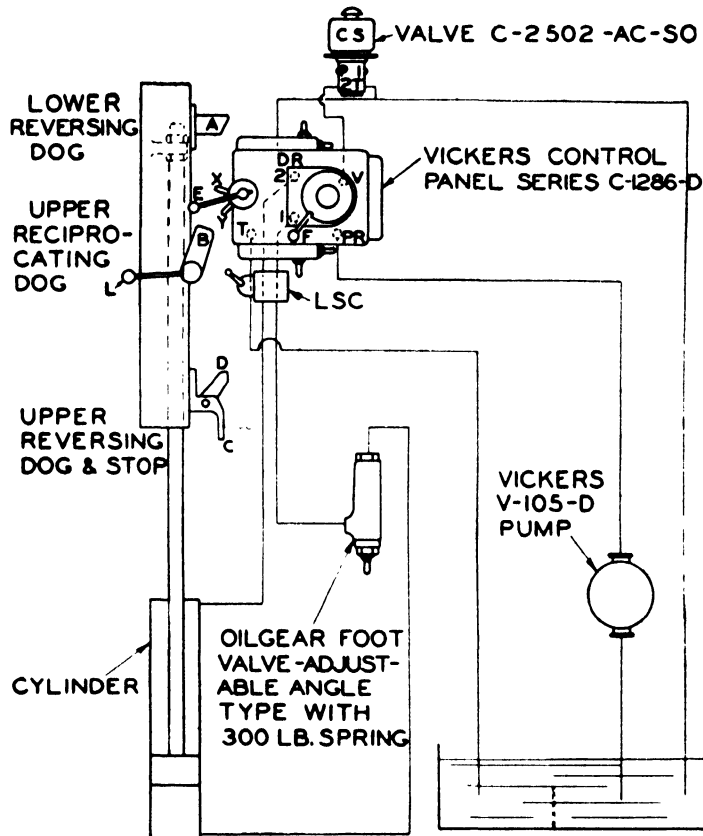 CS
VALVE C-2502-AC-SO
2T
LOWER
REVERSING
DOG
A
DR
2
V
X
E
Y
1
T
F
PR
VICKERS CONTROL
PANEL SERIES C-1286-D
UPPER
RECIPRO-
CATING
DOG
B
L
LSC
D
C
UPPER
REVERSING
DOG & STOP
VICKERS
V-105-D
PUMP
OILGEAR FOOT
VALVE-ADJUST-
ABLE ANGLE
TYPE WITH
300 LB. SPRING
CYLINDER